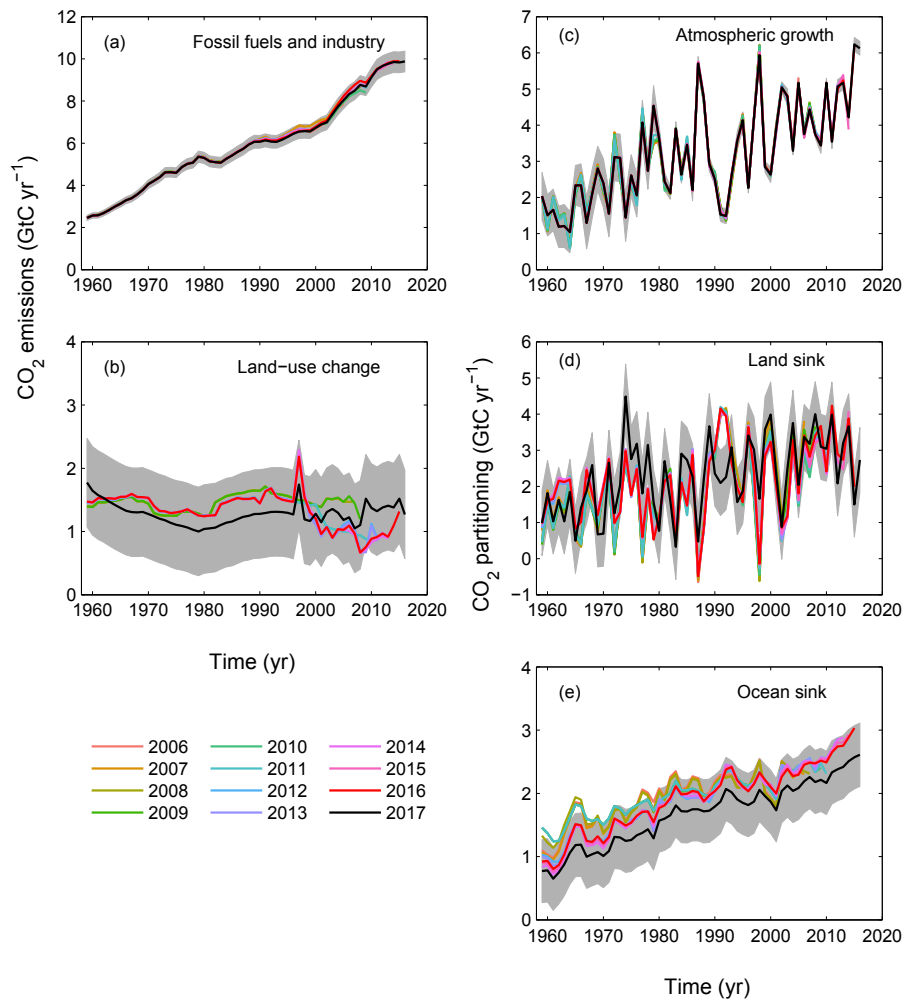 (a) Fossil fuels and industry
12
10
8
6
4
2
0
1960 1970 1980 1990 2000 2010 2020
(c) Atmospheric growth
7
6
5
4
3
2
1
0
1960 1970 1980 1990 2000 2010 2020
CO₂ emissions (GtC yr⁻¹)
(b) Land−use change
4
3
2
1
0
1960 1970 1980 1990 2000 2010 2020
Time (yr)
CO₂ partitioning (GtC yr⁻¹)
(d) Land sink
6
5
4
3
2
1
0
−1
1960 1970 1980 1990 2000 2010 2020
(e) Ocean sink
4
3
2
1
0
1960 1970 1980 1990 2000 2010 2020
Time (yr)
2006 2010 2014
2007 2011 2015
2008 2012 2016
2009 2013 2017